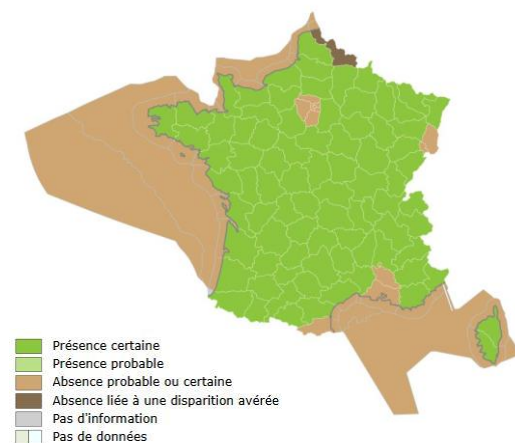 Présence certaine
Présence probable
Absence probable ou certaine
Absence liée à une disparition avérée
Pas d'information
Pas de données